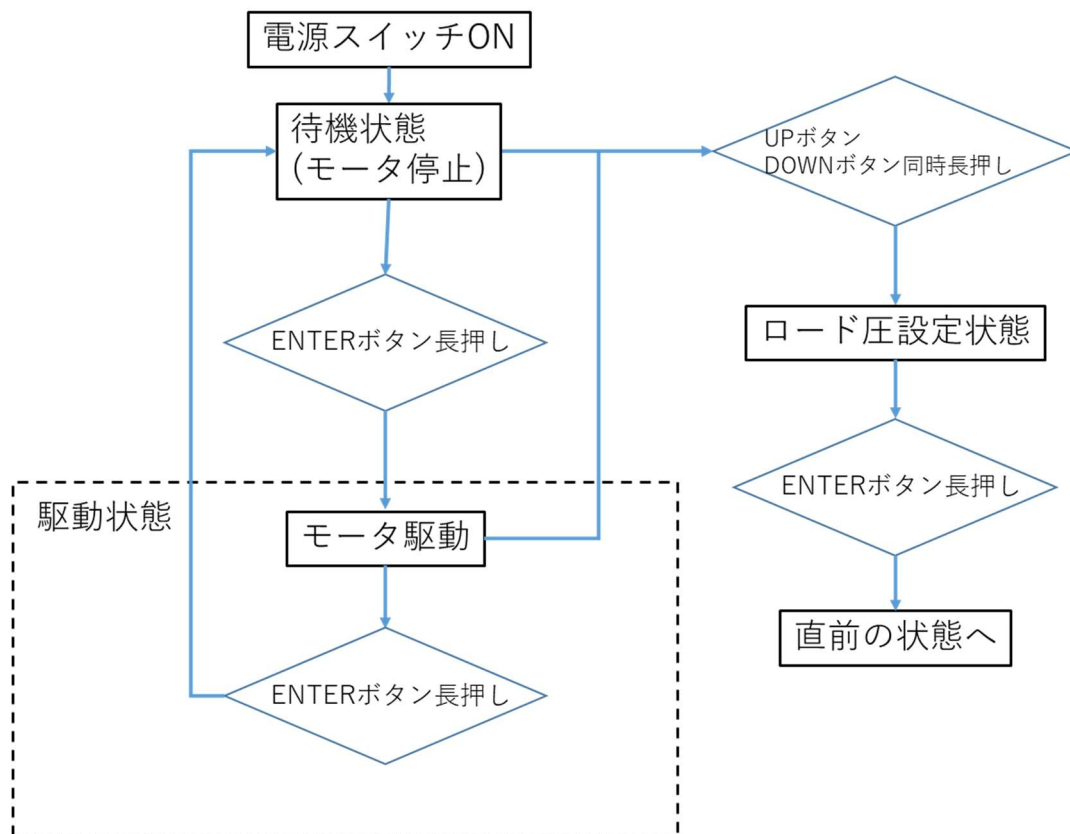 電源スイッチON
待機状態
(モータ停止)
UPボタン
DOWNボタン同時長押し
ENTERボタン長押し
ロード圧設定状態
ENTERボタン長押し
駆動状態
モータ駆動
直前の状態へ
ENTERボタン長押し